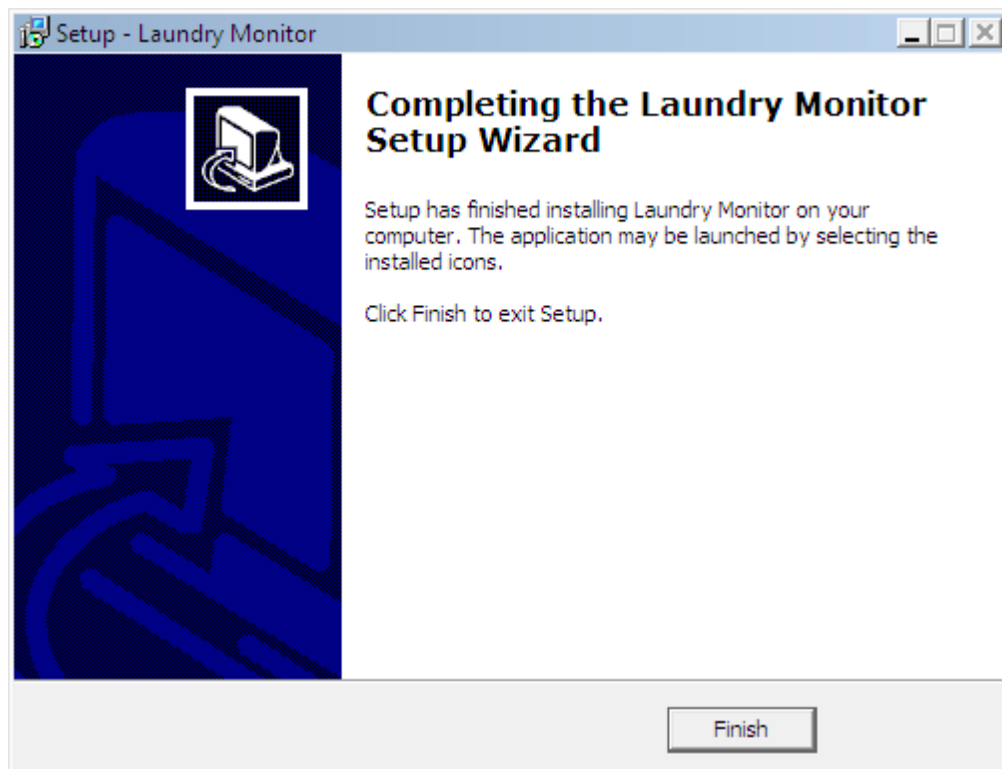 Setup - Laundry Monitor
Completing the Laundry Monitor
Setup Wizard
Setup has finished installing Laundry Monitor on your
computer. The application may be launched by selecting the
installed icons.
Click Finish to exit Setup.
Finish